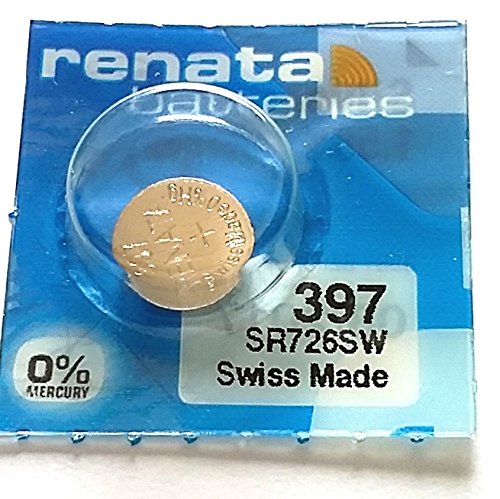 renata
batteries
397
SR726SW
Swiss Made
0%
MERCURY